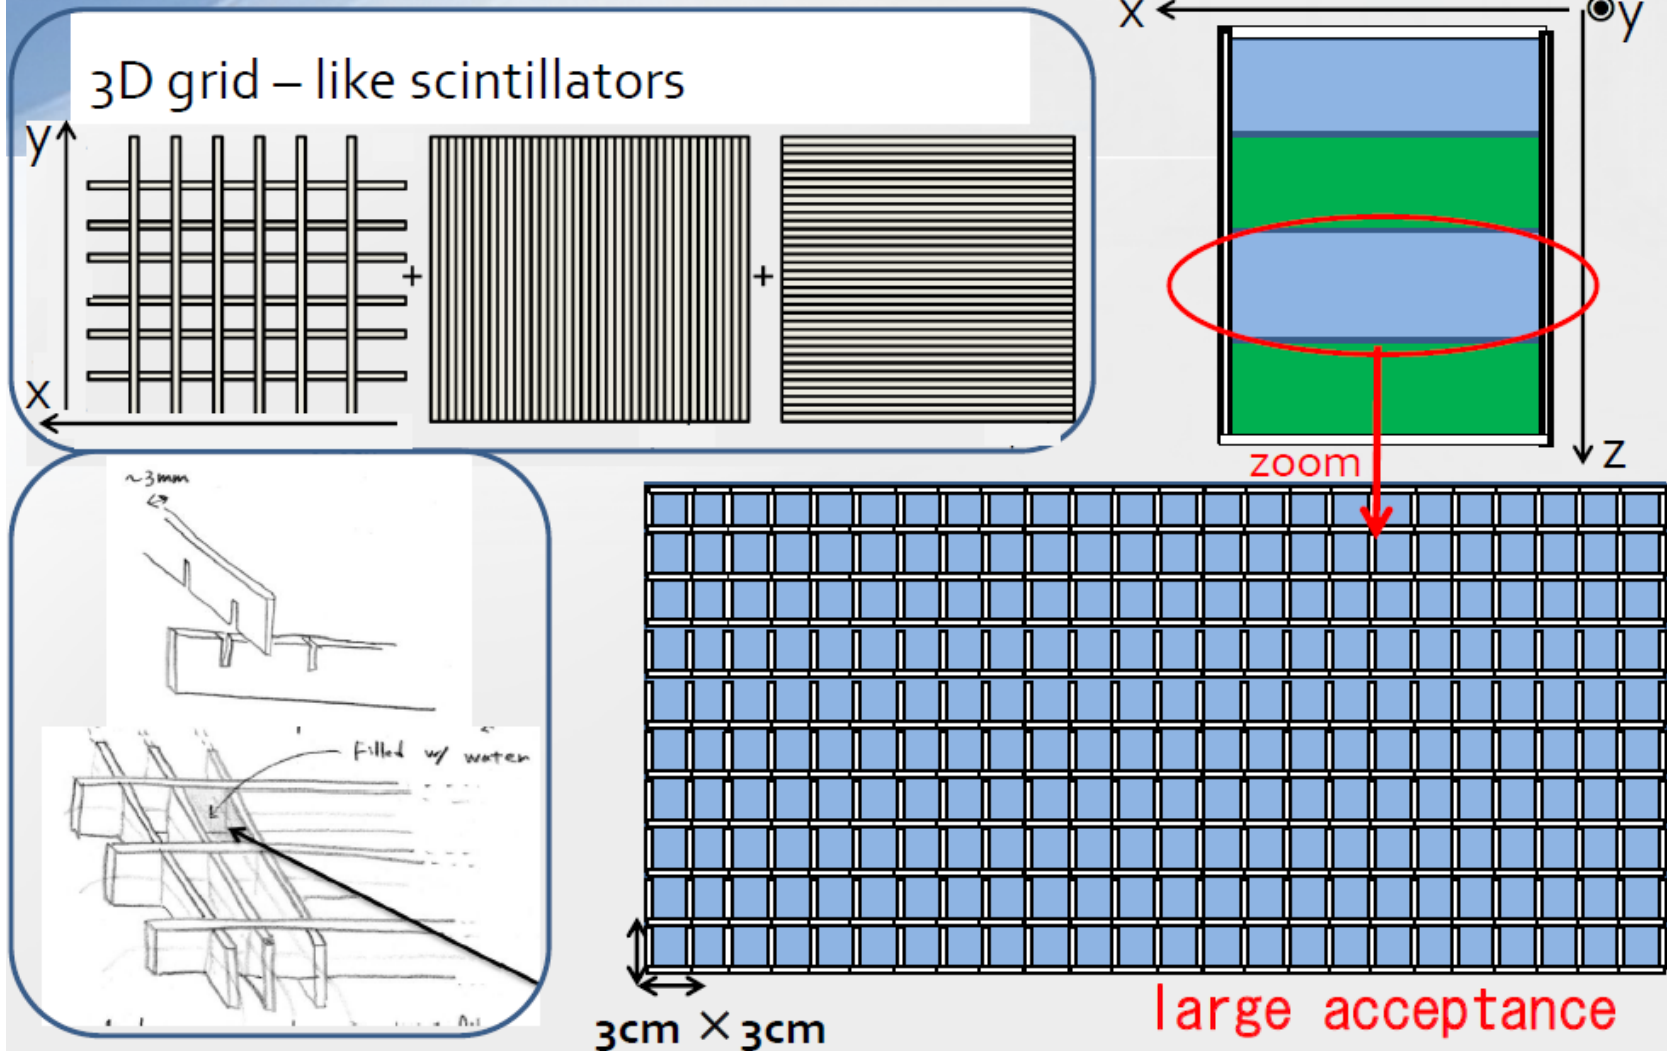 3D grid – like scintillators
y
x
+
+
x
y
z
zoom
~3mm
Filled w/ water
3cm × 3cm
large acceptance